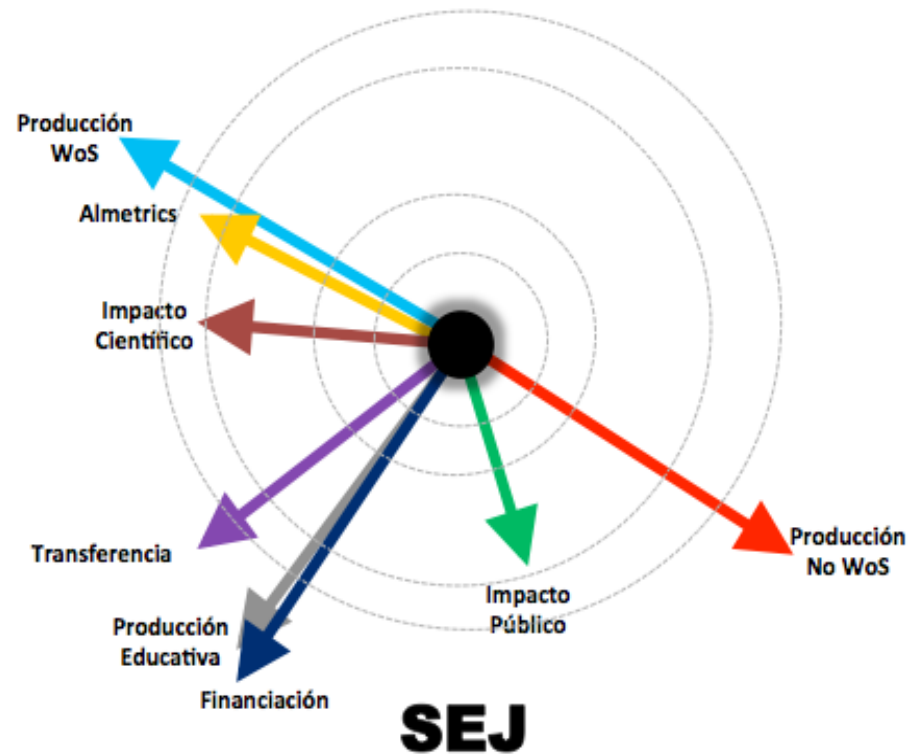 Producción
WoS
Almetrics
Impacto
Científico
Transferencia
Producción
Educativa
Financiación
Impacto
Público
Producción
No WoS
SEJ